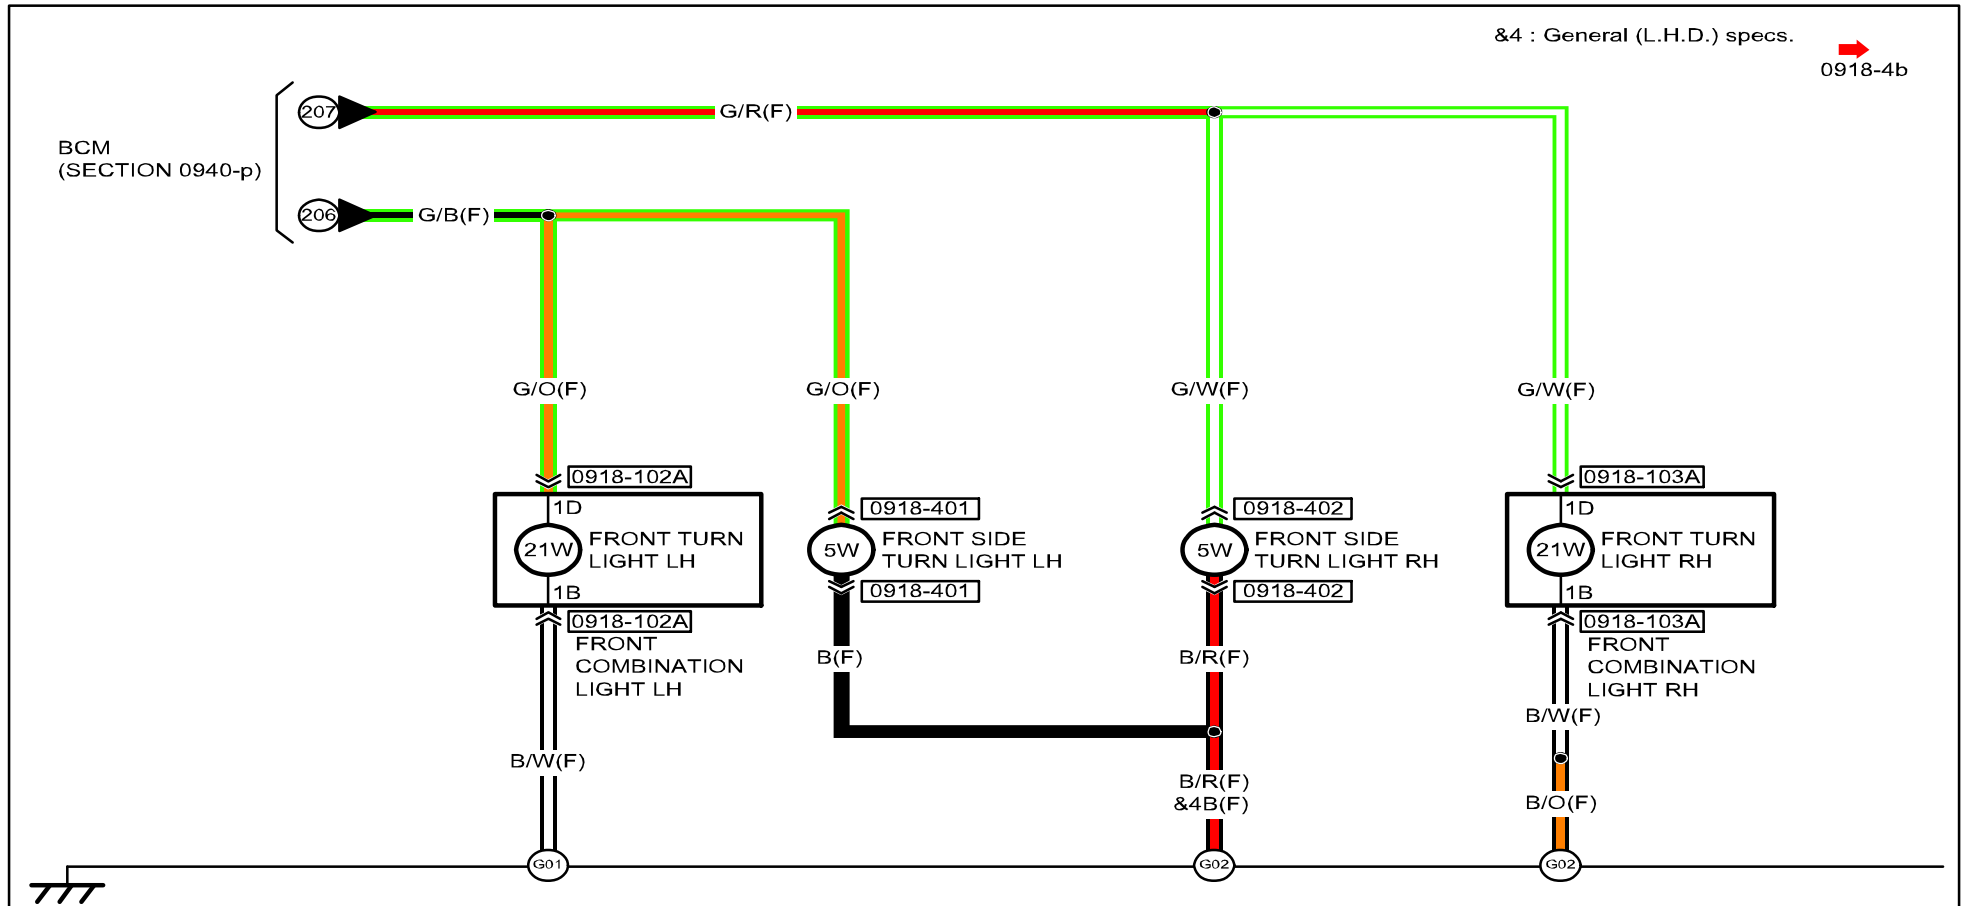 &4 : General (L.H.D.) specs.
0918-4b
207
G/R(F)
BCM
(SECTION 0940-p)
206
G/B(F)
G/O(F)
G/O(F)
G/W(F)
G/W(F)
0918-102A
1D
21W
FRONT TURN
LIGHT LH
1B
0918-102A
FRONT
COMBINATION
LIGHT LH
0918-401
5W
FRONT SIDE
TURN LIGHT LH
0918-401
0918-402
5W
FRONT SIDE
TURN LIGHT RH
0918-402
0918-103A
1D
21W
FRONT TURN
LIGHT RH
1B
0918-103A
FRONT
COMBINATION
LIGHT RH
B(F)
B/R(F)
B/W(F)
B/W(F)
B/R(F)
&4B(F)
B/O(F)
G01
G02
G02